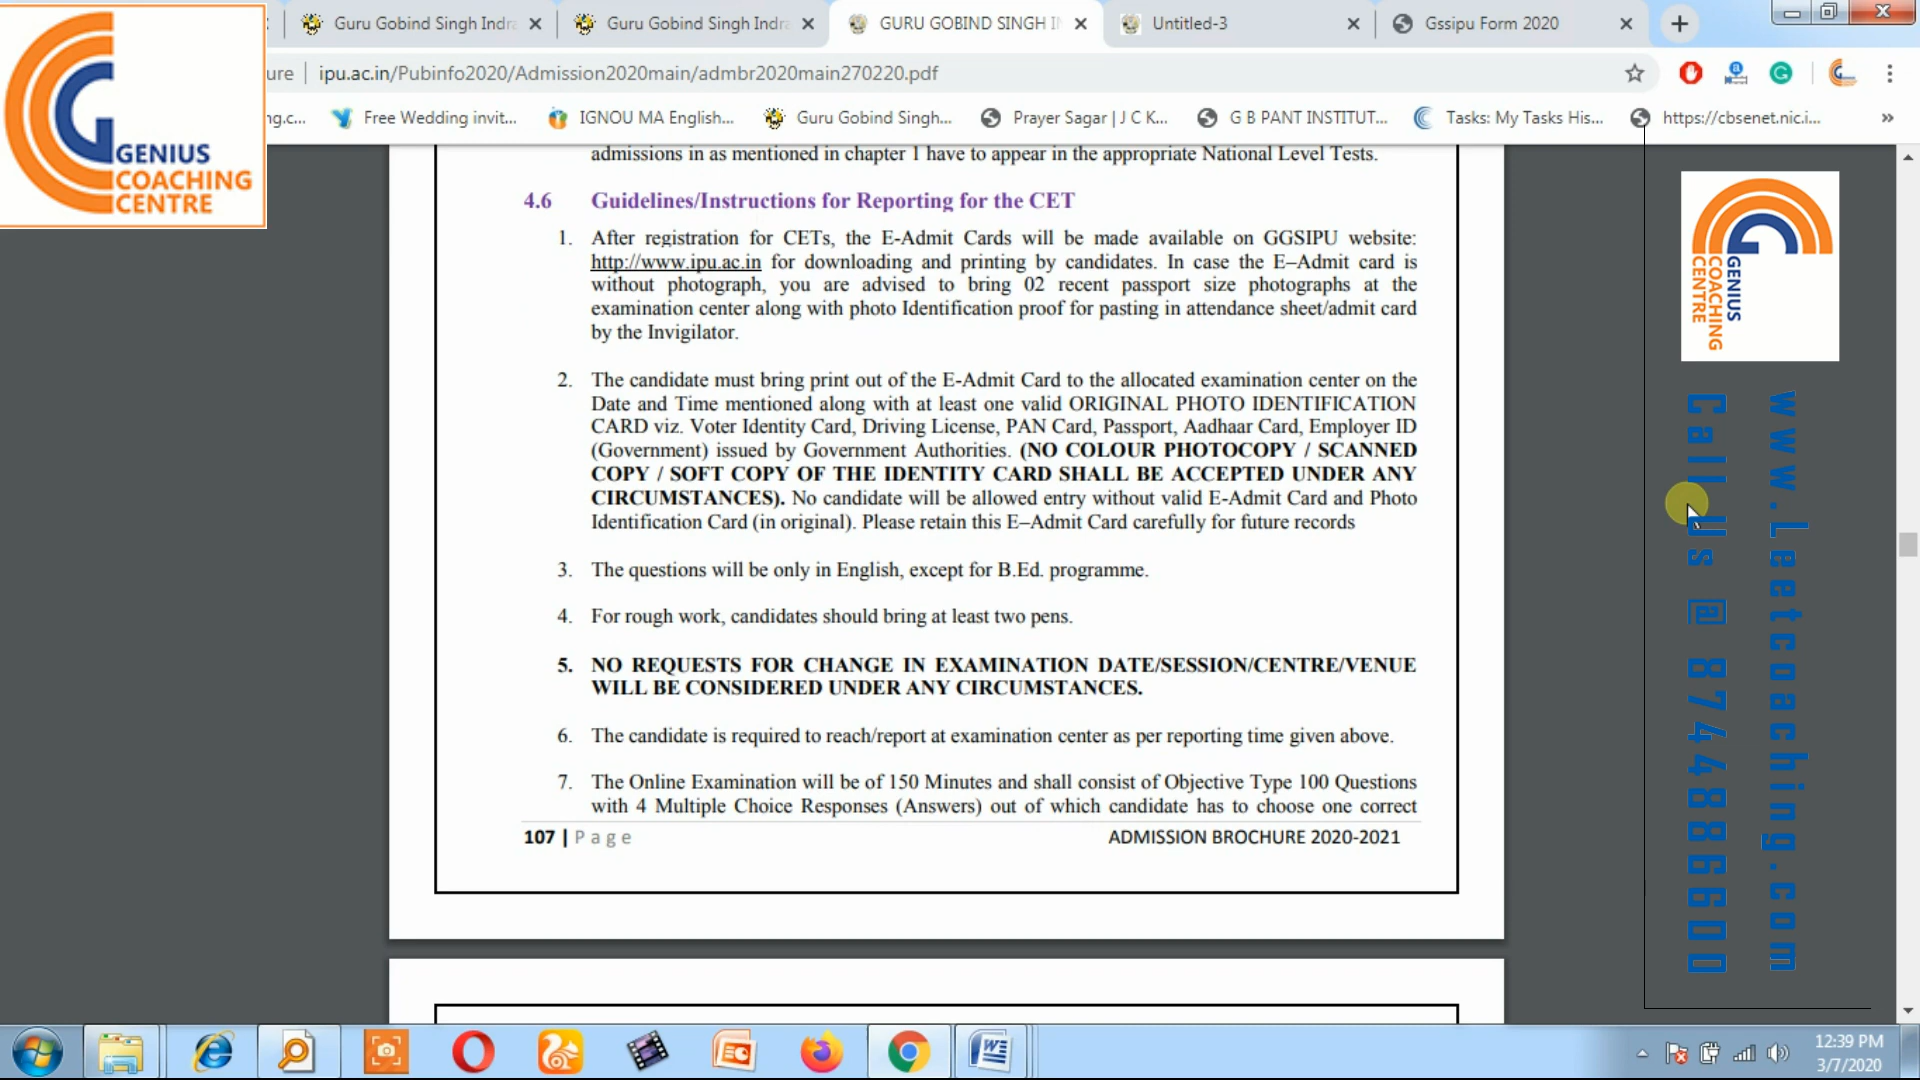 Guru Gobind Singh Indr
Guru Gobind Singh Indr
GURU GOBIND SINGH I
Untitled-3
Gssipu Form 2020
ure | ipu.ac.in/Pubinfo2020/Admission2020main/admbr2020main270220.pdf
ng.c...
Free Wedding invit...
IGNOU MA English...
Guru Gobind Singh...
Prayer Sagar | J C K...
G B PANT INSTITUT...
Tasks: My Tasks His...
https://cbsenet.nic.i...
»
GENIUS
COACHING
CENTRE
admissions in as mentioned in chapter 1 have to appear in the appropriate National Level Tests.
4.6 Guidelines/Instructions for Reporting for the CET
1. After registration for CETs, the E-Admit Cards will be made available on GGSIPU website:
http://www.ipu.ac.in for downloading and printing by candidates. In case the E–Admit card is
without photograph, you are advised to bring 02 recent passport size photographs at the
examination center along with photo Identification proof for pasting in attendance sheet/admit card
by the Invigilator.
2. The candidate must bring print out of the E-Admit Card to the allocated examination center on the
Date and Time mentioned along with at least one valid ORIGINAL PHOTO IDENTIFICATION
CARD viz. Voter Identity Card, Driving License, PAN Card, Passport, Aadhaar Card, Employer ID
(Government) issued by Government Authorities. (NO COLOUR PHOTOCOPY / SCANNED
COPY / SOFT COPY OF THE IDENTITY CARD SHALL BE ACCEPTED UNDER ANY
CIRCUMSTANCES). No candidate will be allowed entry without valid E-Admit Card and Photo
Identification Card (in original). Please retain this E–Admit Card carefully for future records
3. The questions will be only in English, except for B.Ed. programme.
4. For rough work, candidates should bring at least two pens.
5. NO REQUESTS FOR CHANGE IN EXAMINATION DATE/SESSION/CENTRE/VENUE
WILL BE CONSIDERED UNDER ANY CIRCUMSTANCES.
6. The candidate is required to reach/report at examination center as per reporting time given above.
7. The Online Examination will be of 150 Minutes and shall consist of Objective Type 100 Questions
with 4 Multiple Choice Responses (Answers) out of which candidate has to choose one correct
107 | Page
ADMISSION BROCHURE 2020-2021
GENIUS
COACHING
CENTRE
www.Leetcoaching.com
Call Us @ 8744886600
12:39 PM
3/7/2020